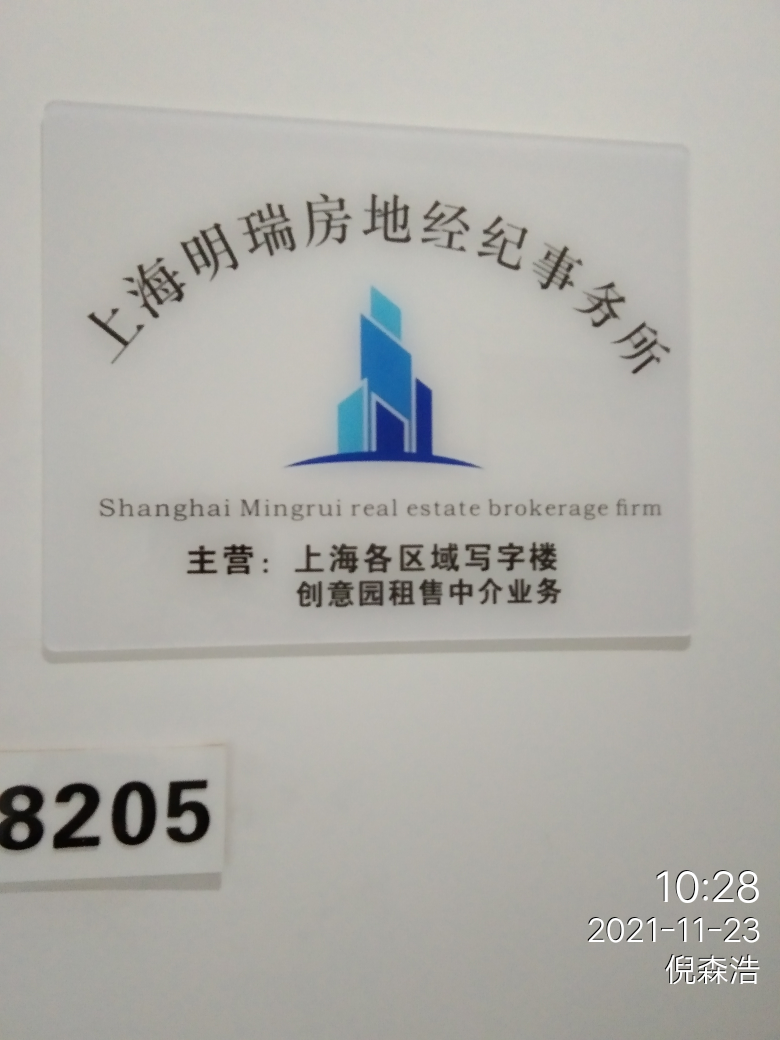 上海明瑞房地经纪事务所
Shanghai Mingrui real estate brokerage firm
主营：上海各区域写字楼
创意园租售中介业务
8205
10:28
2021-11-23
倪森浩